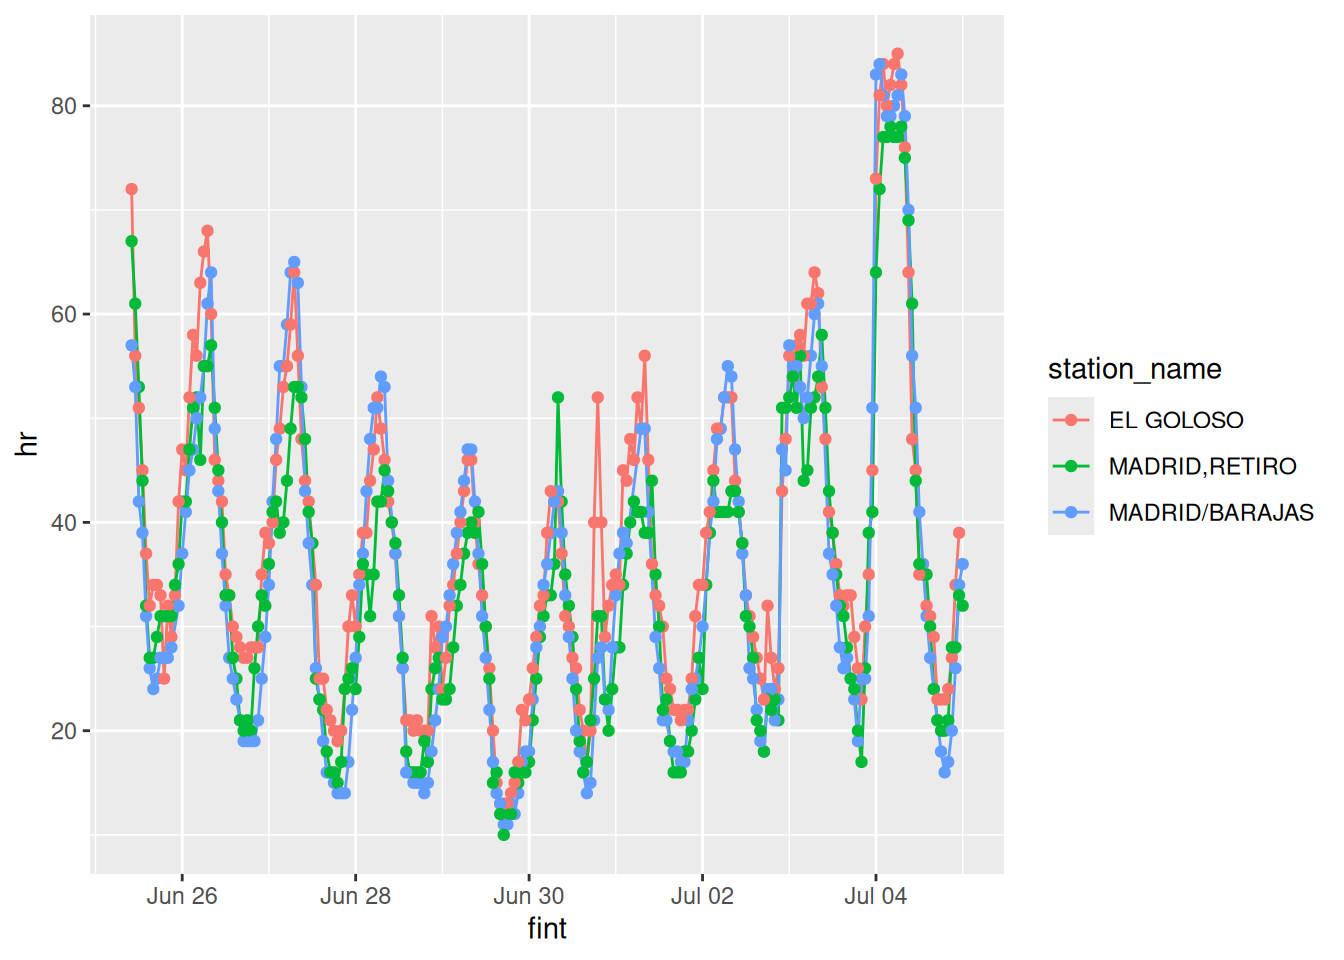 hr
80
60
40
20
Jun 26
Jun 28
Jun 30
Jul 02
Jul 04
fint
station_name
EL GOLOSO
MADRID,RETIRO
MADRID/BARAJAS